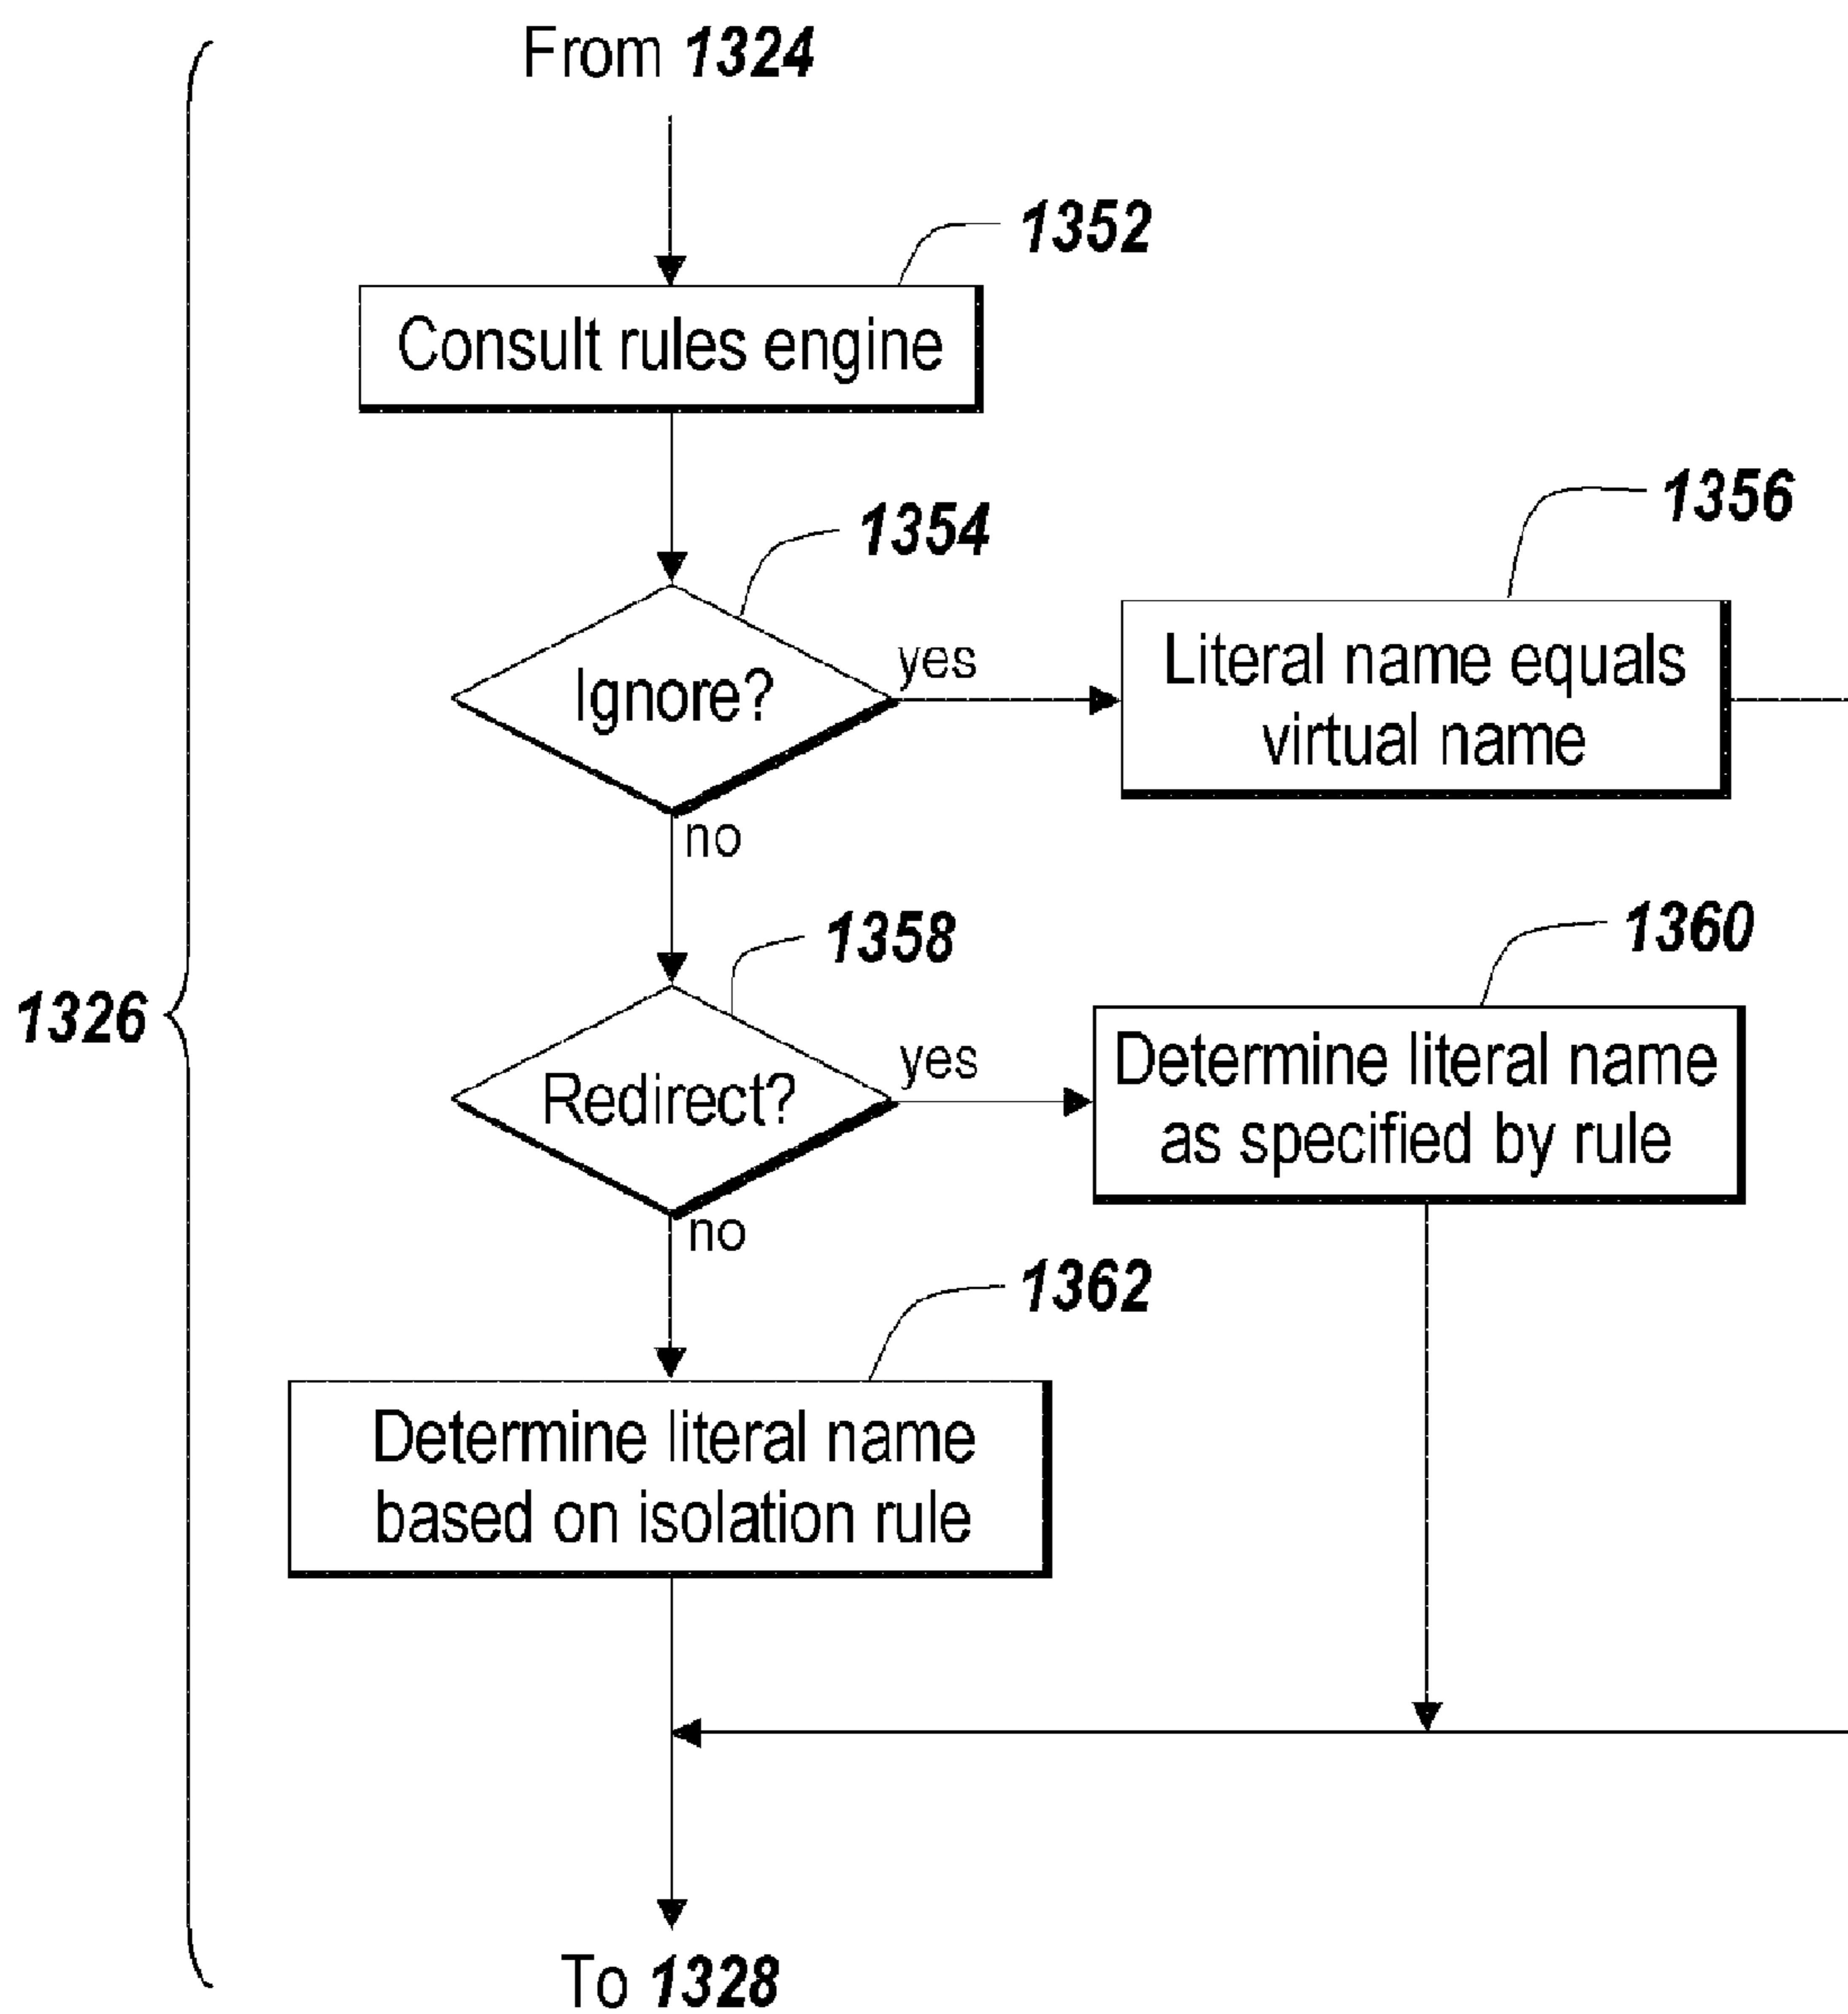 From 1324
1352
Consult rules engine
1354
1356
Ignore?
yes
Literal name equals
virtual name
no
1358
1360
1326
Redirect?
yes
Determine literal name
as specified by rule
no
1362
Determine literal name
based on isolation rule
To 1328